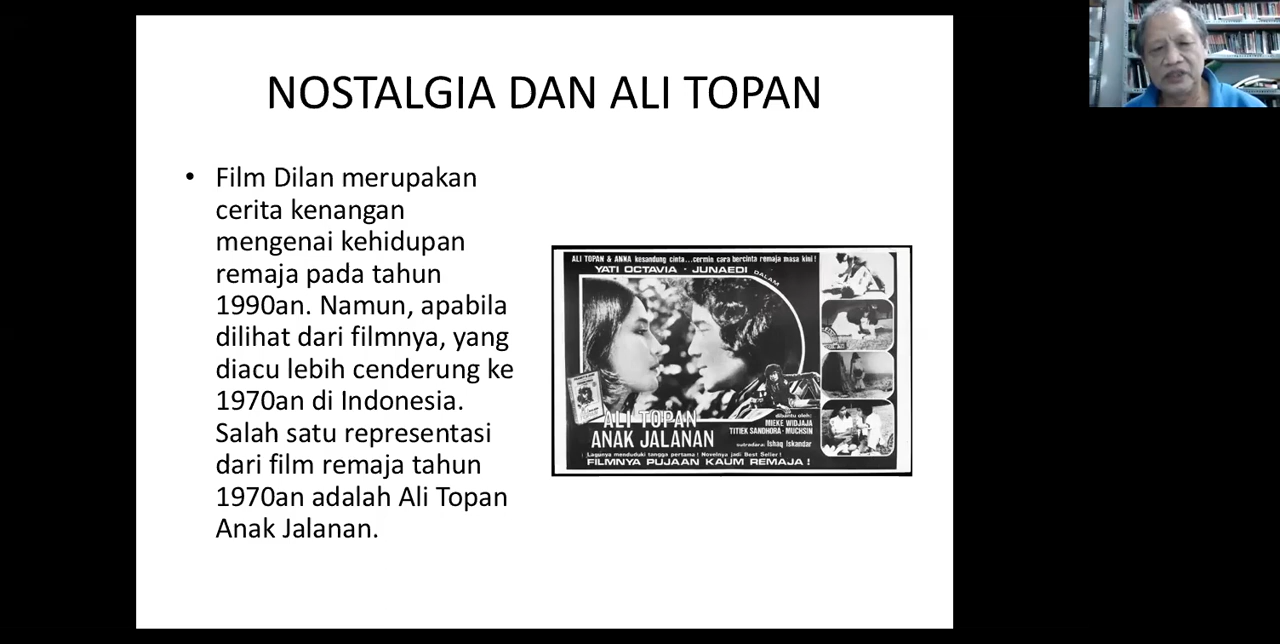 NOSTALGIA DAN ALI TOPAN
• Film Dilan merupakan
cerita kenangan
mengenai kehidupan
remaja pada tahun
1990an. Namun, apabila
dilihat dari filmnya, yang
diacu lebih cenderung ke
1970an di Indonesia.
Salah satu representasi
dari film remaja tahun
1970an adalah Ali Topan
Anak Jalanan.
ALI TOPAN & ANNA kesandung cinta...cermin cara bercinta remaja masa kini!
YATI OCTAVIA · JUNAEDI DALAM
ALI TOPAN
ANAK JALANAN
dibantu oleh:
MIEKE WIDJAJA
TITIEK SANDHORA · MUCHSIN
sutradara: Ishaq Iskandar
Lagunya menduduki tangga pertama! Novelnya jadi Best Seller!
FILMNYA PUJAAN KAUM REMAJA!